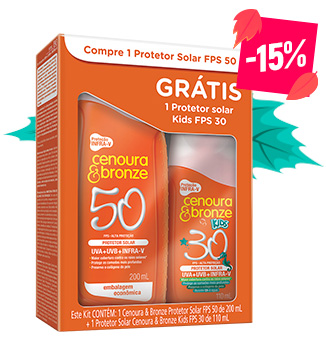 Compre 1 Protetor Solar FPS 50
GRÁTIS
1 Protetor solar
Kids FPS 30
-15%
Proteção
INFRA-V
cenoura
&bronze
50
FPS - ALTA PROTEÇÃO
PROTETOR SOLAR
UVA+UVB+INFRA-V
200 mL
embalagem
econômica
Proteção
INFRA-V
cenoura
&bronze
KIDS
30
PROTETOR SOLAR
UVA+UVB+INFRA-V
110 mL
Este Kit CONTÉM: 1 Cenoura & Bronze Protetor Solar FPS 50 de 200 mL
+ 1 Protetor Solar Cenoura & Bronze Kids FPS 30 de 110 mL